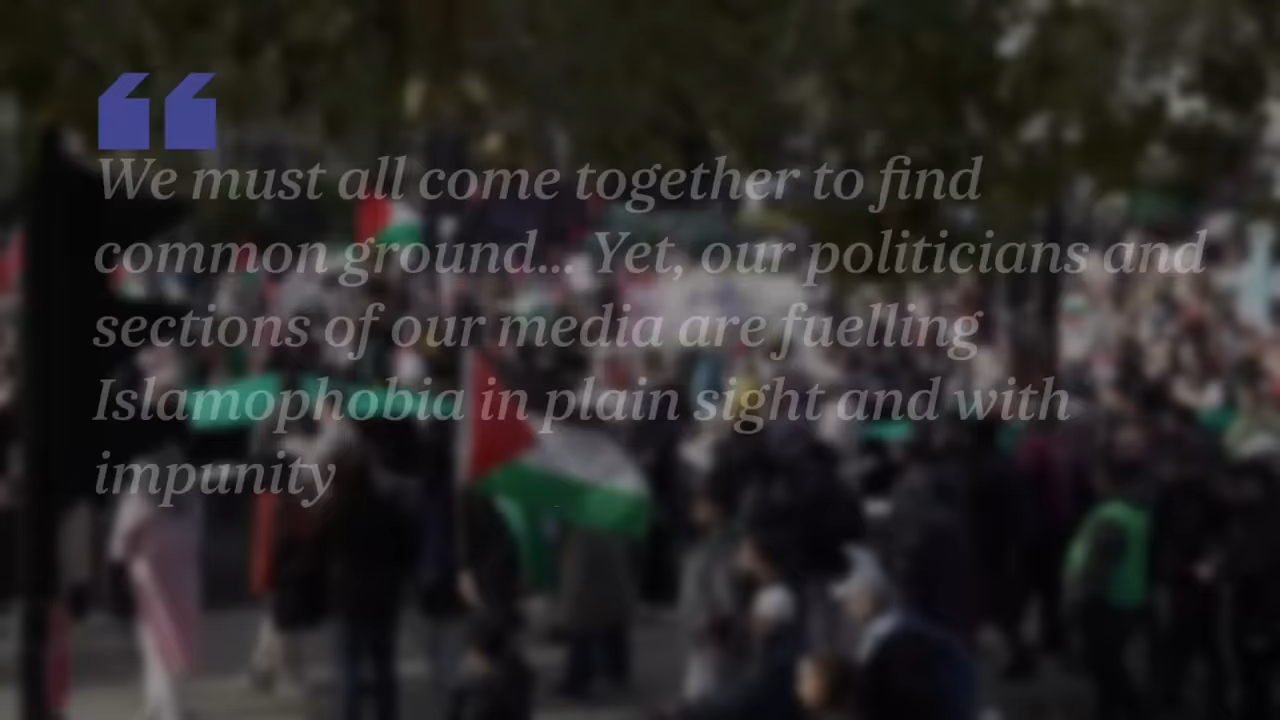 “
We must all come together to find
common ground... Yet, our politicians and
sections of our media are fuelling
Islamophobia in plain sight and with
impunity